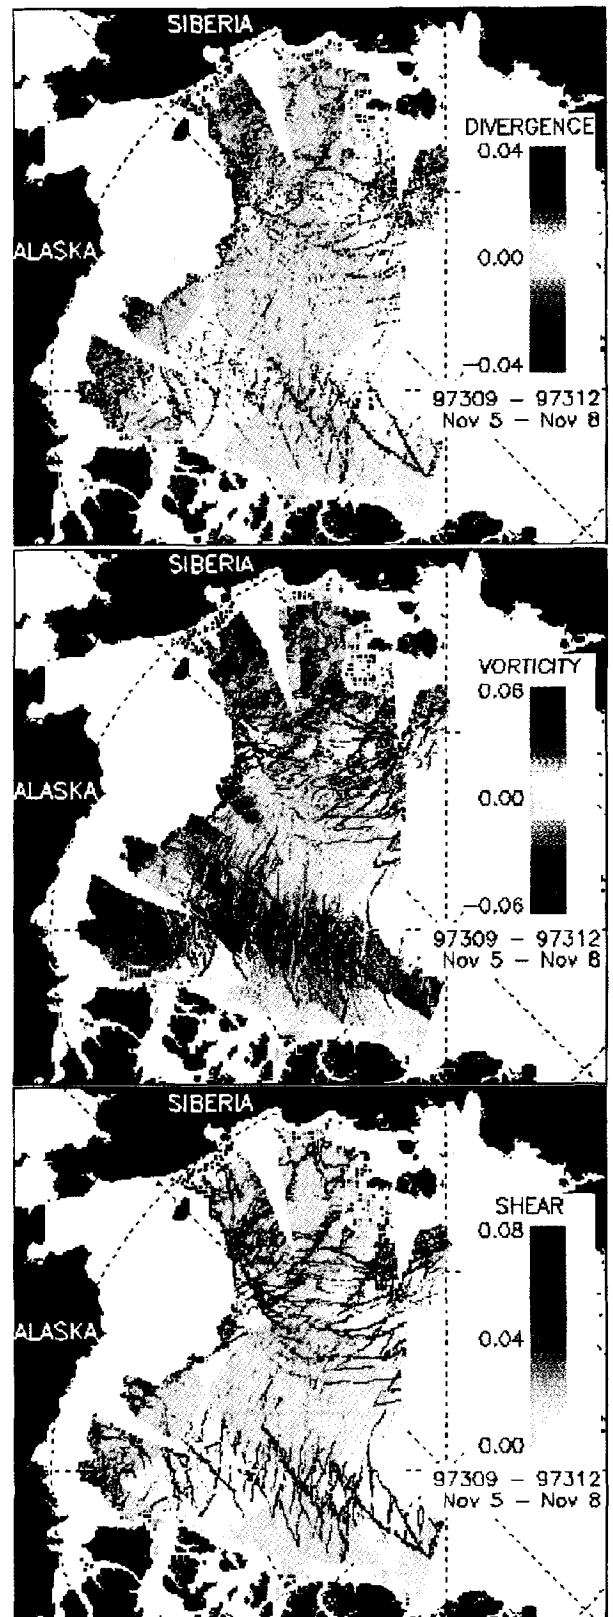 SIBERIA
DIVERGENCE
0.04
ALASKA
0.00
-0.04
97309 - 97312
Nov 5 - Nov 8
SIBERIA
VORTICITY
0.06
ALASKA
0.00
-0.06
97309 - 97312
Nov 5 - Nov 8
SIBERIA
SHEAR
0.08
ALASKA
0.04
0.00
97309 - 97312
Nov 5 - Nov 8